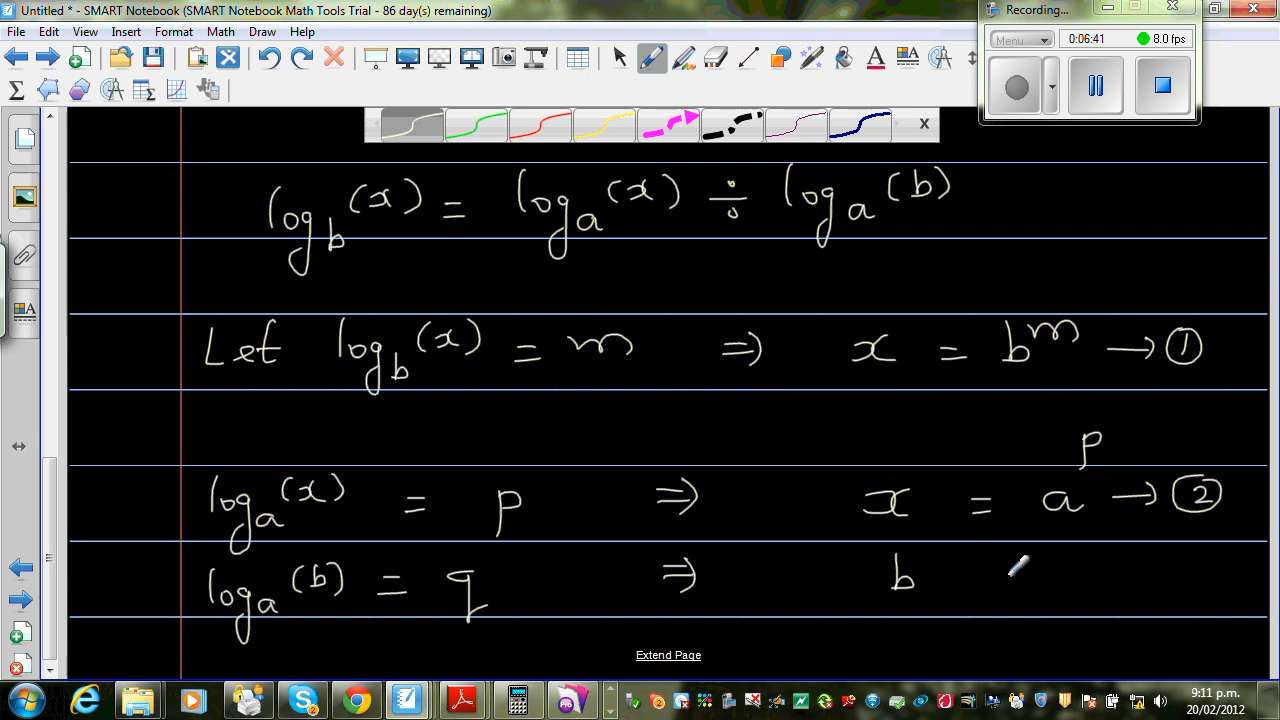 Untitled * - SMART Notebook (SMART Notebook Math Tools Trial - 86 day(s) remaining)
Recording...
File Edit View Insert Format Math Draw Help
Menu
0:06:41
8.0 fps
x
log_b(x) = log_a(x) ÷ log_a(b)
Let log_b(x) = m ⇒ x = b^m → ①
log_a(x) = p ⇒ x = a^p → ②
log_a(b) = q ⇒ b
Extend Page
9:11 p.m.
20/02/2012